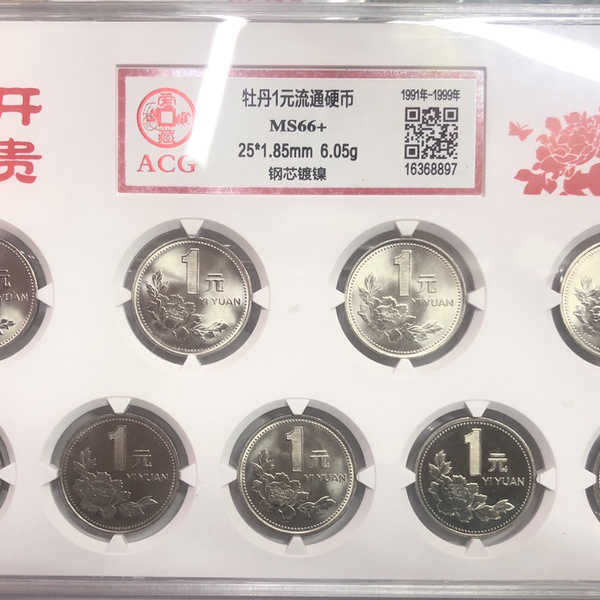 开
贵
ACG
牡丹1元流通硬币
MS66+
25*1.85mm 6.05g
钢芯镀镍
1991年-1999年
16368897
元
1元
YI YUAN
1元
YI YUAN
1元
YI YUAN
1元
YI YUAN
1元
YI YUAN